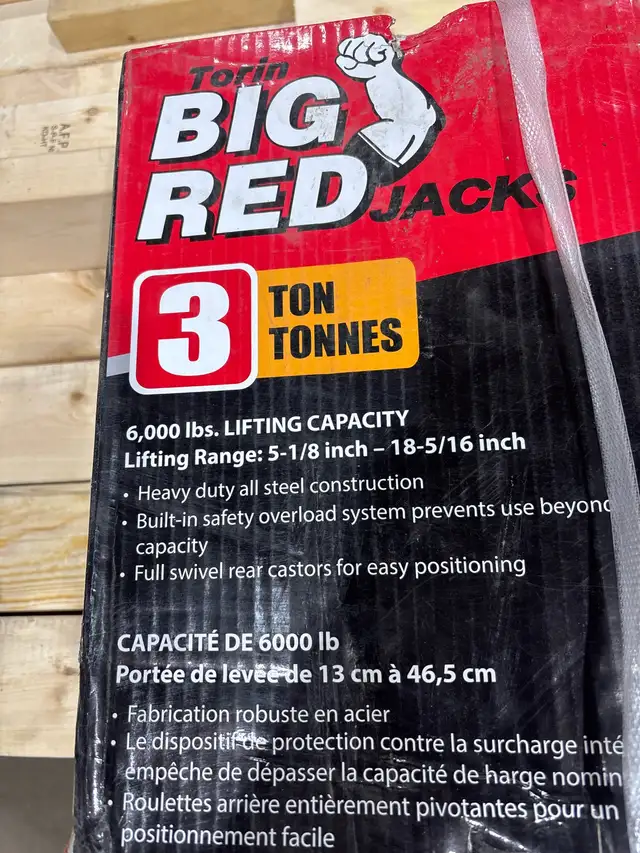 Torin
BIG
RED JACKS
3 TON
TONNES
6,000 lbs. LIFTING CAPACITY
Lifting Range: 5-1/8 inch – 18-5/16 inch
• Heavy duty all steel construction
• Built-in safety overload system prevents use beyond
capacity
• Full swivel rear castors for easy positioning
CAPACITÉ DE 6000 lb
Portée de levée de 13 cm à 46,5 cm
• Fabrication robuste en acier
• Le dispositif de protection contre la surcharge inté
empêche de dépasser la capacité de harge nomin
• Roulettes arrière entièrement pivotantes pour un
positionnement facile